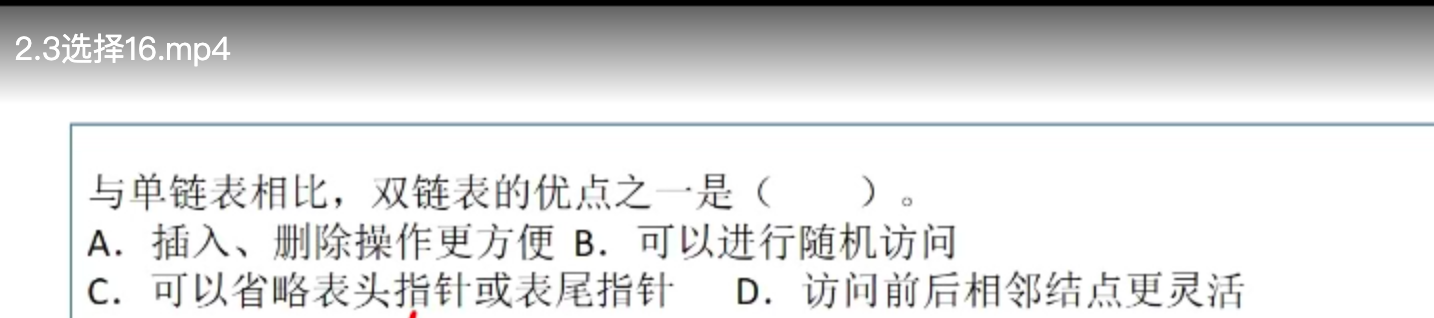 2.3选择16.mp4
与单链表相比，双链表的优点之一是（　　）。
A．插入、删除操作更方便 B．可以进行随机访问
C．可以省略表头指针或表尾指针　D．访问前后相邻结点更灵活